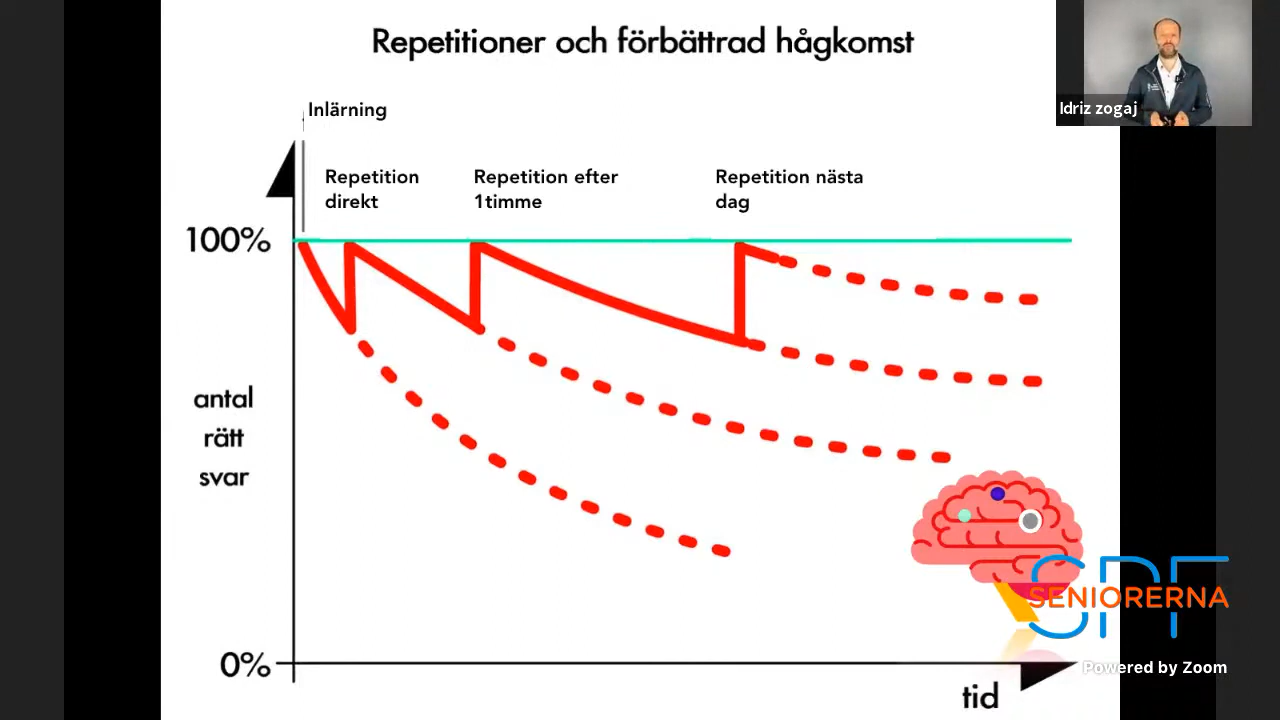 Repetitioner och förbättrad hågkomst
Idriz zogaj
Inlärning
Repetition
direkt
Repetition efter
1timme
Repetition nästa
dag
100%
antal
rätt
svar
SPF
SENIORERNA
0%
Powered by Zoom
tid